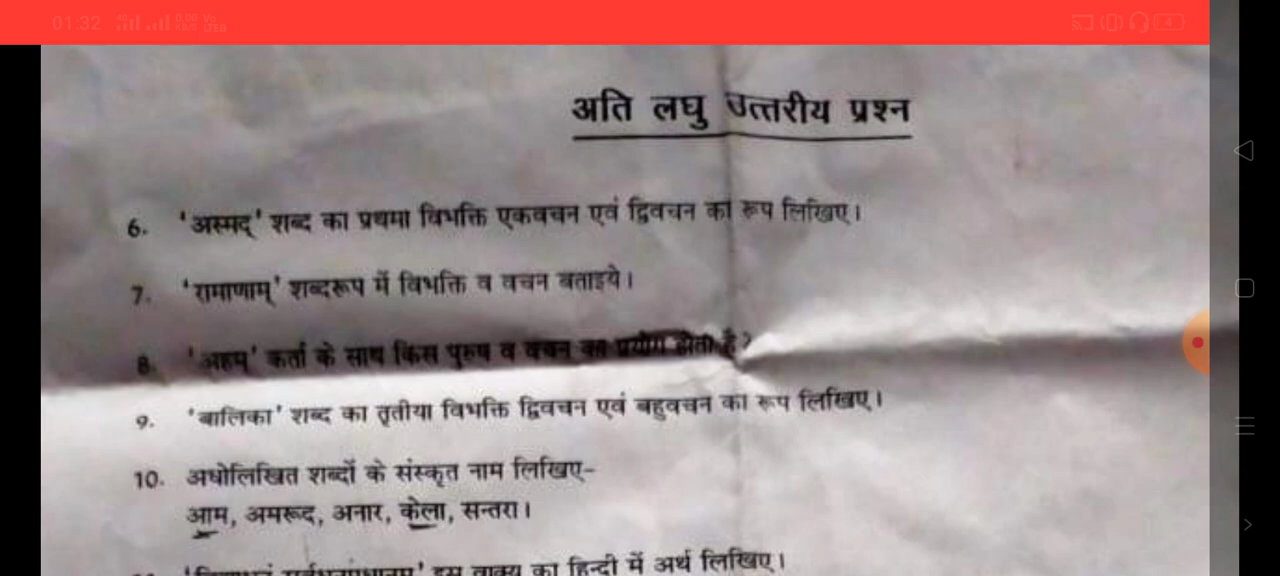 01:32
अति लघु उत्तरीय प्रश्न
6. 'अस्मद्' शब्द का प्रथमा विभक्ति एकवचन एवं द्विवचन का रूप लिखिए।
7. 'रामाणाम्' शब्दरूप में विभक्ति व वचन बताइये।
8. 'अहम्' कर्ता के साथ किस पुरुष व वचन का प्रयोग होता है?
9. 'बालिका' शब्द का तृतीया विभक्ति द्विवचन एवं बहुवचन का रूप लिखिए।
10. अधोलिखित शब्दों के संस्कृत नाम लिखिए-
आम, अमरूद, अनार, केला, सन्तरा।
इस वाक्य का हिन्दी में अर्थ लिखिए।